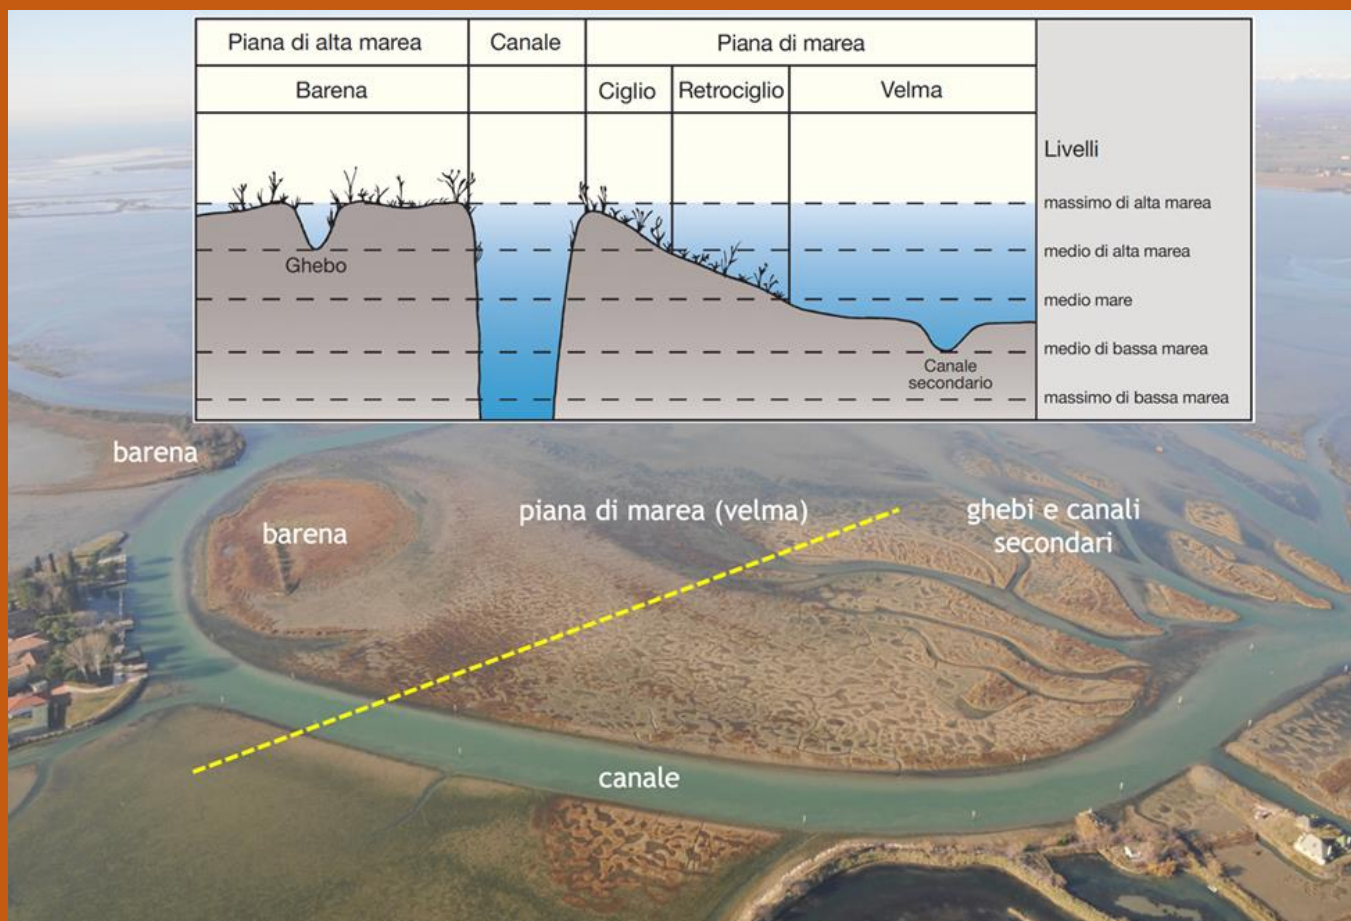 Piana di alta marea
Canale
Piana di marea
Barena
Ciglio
Retrociglio
Velma
Livelli
massimo di alta marea
medio di alta marea
Ghebo
medio mare
medio di bassa marea
Canale
secondario
massimo di bassa marea
barena
barena
piana di marea (velma)
ghebi e canali
secondari
canale